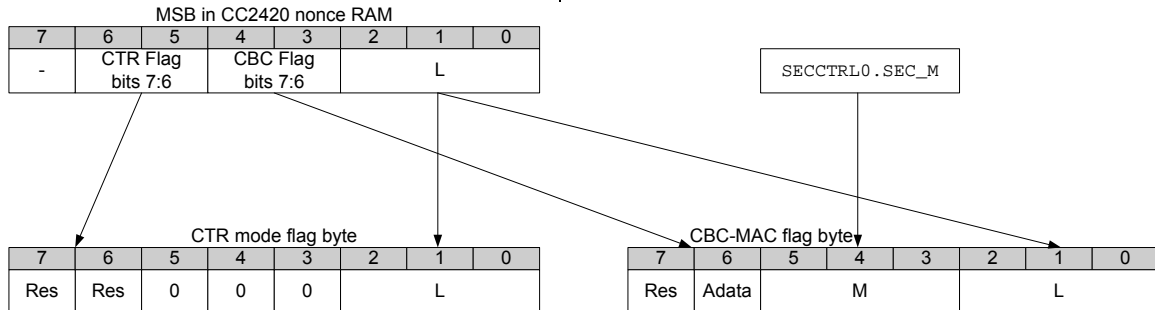 MSB in CC2420 nonce RAM
7 6 5 4 3 2 1 0
- CTR Flag bits 7:6 CBC Flag bits 7:6 L
SECCTRL0.SEC_M
CTR mode flag byte
7 6 5 4 3 2 1 0
Res Res 0 0 0 L
CBC-MAC flag byte
7 6 5 4 3 2 1 0
Res Adata M L